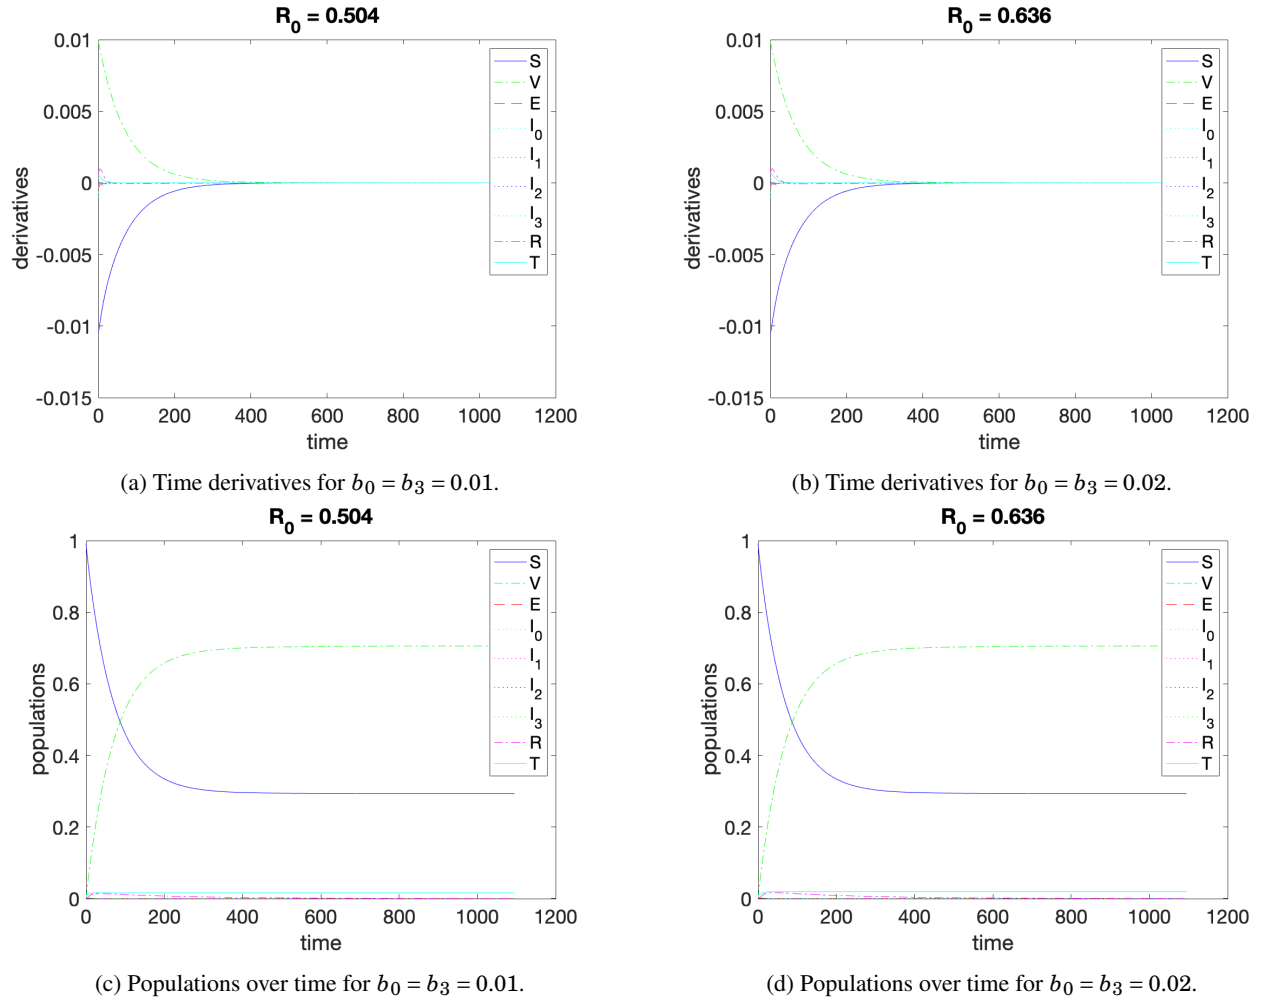 R0 = 0.504
0.01
0.005
0
-0.005
-0.01
-0.015
derivatives
0 200 400 600 800 1000 1200
time
S
V
E
I0
I1
I2
I3
R
T
(a) Time derivatives for b0 = b3 = 0.01.
R0 = 0.636
0.01
0.005
0
-0.005
-0.01
-0.015
derivatives
0 200 400 600 800 1000 1200
time
S
V
E
I0
I1
I2
I3
R
T
(b) Time derivatives for b0 = b3 = 0.02.
R0 = 0.504
1
0.8
0.6
0.4
0.2
0
populations
0 200 400 600 800 1000 1200
time
S
V
E
I0
I1
I2
I3
R
T
(c) Populations over time for b0 = b3 = 0.01.
R0 = 0.636
1
0.8
0.6
0.4
0.2
0
populations
0 200 400 600 800 1000 1200
time
S
V
E
I0
I1
I2
I3
R
T
(d) Populations over time for b0 = b3 = 0.02.